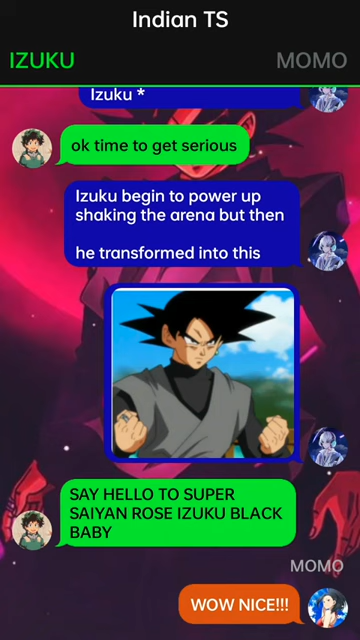 Indian TS
IZUKU
MOMO
Izuku *
ok time to get serious
Izuku begin to power up
shaking the arena but then
he transformed into this
SAY HELLO TO SUPER
SAIYAN ROSE IZUKU BLACK
BABY
MOMO
WOW NICE!!!